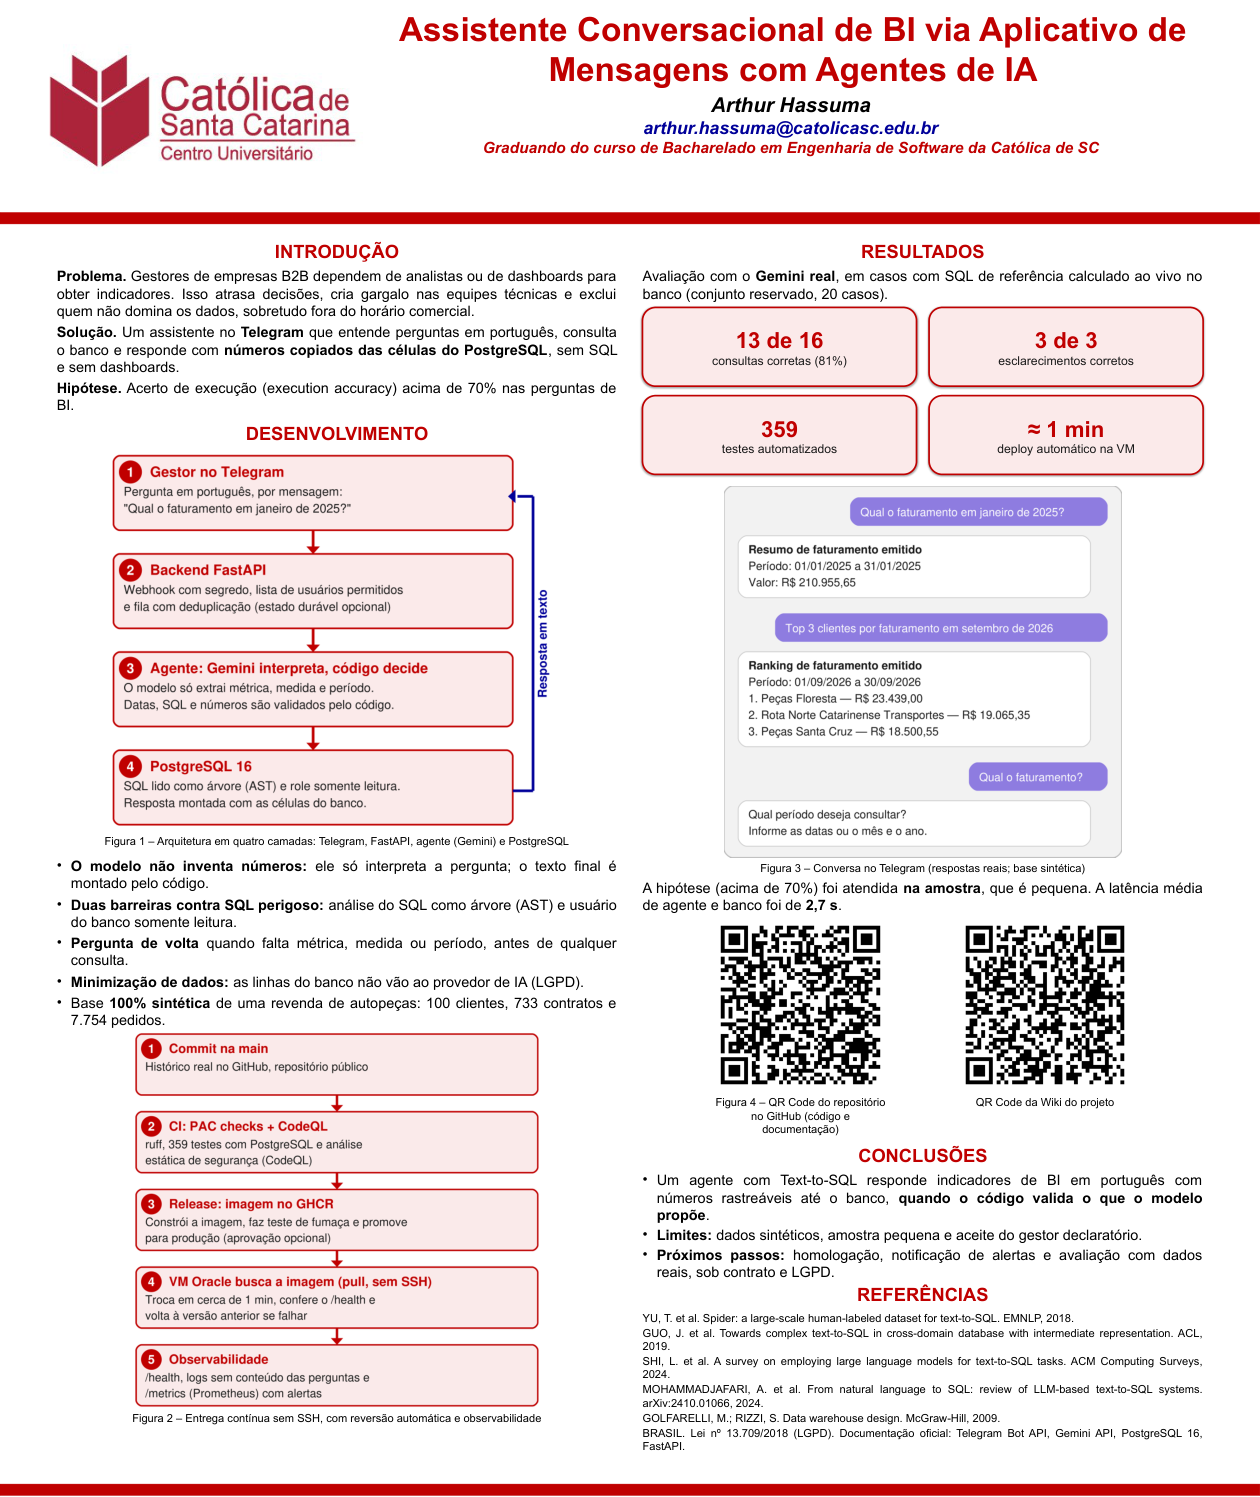 Católica de
Santa Catarina
Centro Universitário
Assistente Conversacional de BI via Aplicativo de
Mensagens com Agentes de IA
Arthur Hassuma
arthur.hassuma@catolicasc.edu.br
Graduando do curso de Bacharelado em Engenharia de Software da Católica de SC
INTRODUÇÃO
Problema. Gestores de empresas B2B dependem de analistas ou de dashboards para
obter indicadores. Isso atrasa decisões, cria gargalo nas equipes técnicas e exclui
quem não domina os dados, sobretudo fora do horário comercial.
Solução. Um assistente no Telegram que entende perguntas em português, consulta
o banco e responde com números copiados das células do PostgreSQL, sem SQL
e sem dashboards.
Hipótese. Acerto de execução (execution accuracy) acima de 70% nas perguntas de
BI.
DESENVOLVIMENTO
1 Gestor no Telegram
Pergunta em português, por mensagem:
"Qual o faturamento em janeiro de 2025?"
2 Backend FastAPI
Webhook com segredo, lista de usuários permitidos
e fila com deduplicação (estado durável opcional)
3 Agente: Gemini interpreta, código decide
O modelo só extrai métrica, medida e período.
Datas, SQL e números são validados pelo código.
4 PostgreSQL 16
SQL lido como árvore (AST) e role somente leitura.
Resposta montada com as células do banco.
Resposta em texto
Figura 1 – Arquitetura em quatro camadas: Telegram, FastAPI, agente (Gemini) e PostgreSQL
• O modelo não inventa números: ele só interpreta a pergunta; o texto final é
montado pelo código.
• Duas barreiras contra SQL perigoso: análise do SQL como árvore (AST) e usuário
do banco somente leitura.
• Pergunta de volta quando falta métrica, medida ou período, antes de qualquer
consulta.
• Minimização de dados: as linhas do banco não vão ao provedor de IA (LGPD).
• Base 100% sintética de uma revenda de autopeças: 100 clientes, 733 contratos e
7.754 pedidos.
1 Commit na main
Histórico real no GitHub, repositório público
2 CI: PAC checks + CodeQL
ruff, 359 testes com PostgreSQL e análise
estática de segurança (CodeQL)
3 Release: imagem no GHCR
Constrói a imagem, faz teste de fumaça e promove
para produção (aprovação opcional)
4 VM Oracle busca a imagem (pull, sem SSH)
Troca em cerca de 1 min, confere o /health e
volta à versão anterior se falhar
5 Observabilidade
/health, logs sem conteúdo das perguntas e
/metrics (Prometheus) com alertas
Figura 2 – Entrega contínua sem SSH, com reversão automática e observabilidade
RESULTADOS
Avaliação com o Gemini real, em casos com SQL de referência calculado ao vivo no
banco (conjunto reservado, 20 casos).
13 de 16
consultas corretas (81%)
3 de 3
esclarecimentos corretos
359
testes automatizados
≈ 1 min
deploy automático na VM
Qual o faturamento em janeiro de 2025?
Resumo de faturamento emitido
Período: 01/01/2025 a 31/01/2025
Valor: R$ 210.955,65
Top 3 clientes por faturamento em setembro de 2026
Ranking de faturamento emitido
Período: 01/09/2026 a 30/09/2026
1. Peças Floresta — R$ 23.439,00
2. Rota Norte Catarinense Transportes — R$ 19.065,35
3. Peças Santa Cruz — R$ 18.500,55
Qual o faturamento?
Qual período deseja consultar?
Informe as datas ou o mês e o ano.
Figura 3 – Conversa no Telegram (respostas reais; base sintética)
A hipótese (acima de 70%) foi atendida na amostra, que é pequena. A latência média
de agente e banco foi de 2,7 s.
Figura 4 – QR Code do repositório
no GitHub (código e
documentação)
QR Code da Wiki do projeto
CONCLUSÕES
• Um agente com Text-to-SQL responde indicadores de BI em português com
números rastreáveis até o banco, quando o código valida o que o modelo
propõe.
• Limites: dados sintéticos, amostra pequena e aceite do gestor declaratório.
• Próximos passos: homologação, notificação de alertas e avaliação com dados
reais, sob contrato e LGPD.
REFERÊNCIAS
YU, T. et al. Spider: a large-scale human-labeled dataset for text-to-SQL. EMNLP, 2018.
GUO, J. et al. Towards complex text-to-SQL in cross-domain database with intermediate representation. ACL,
2019.
SHI, L. et al. A survey on employing large language models for text-to-SQL tasks. ACM Computing Surveys,
2024.
MOHAMMADJAFARI, A. et al. From natural language to SQL: review of LLM-based text-to-SQL systems.
arXiv:2410.01066, 2024.
GOLFARELLI, M.; RIZZI, S. Data warehouse design. McGraw-Hill, 2009.
BRASIL. Lei nº 13.709/2018 (LGPD). Documentação oficial: Telegram Bot API, Gemini API, PostgreSQL 16,
FastAPI.